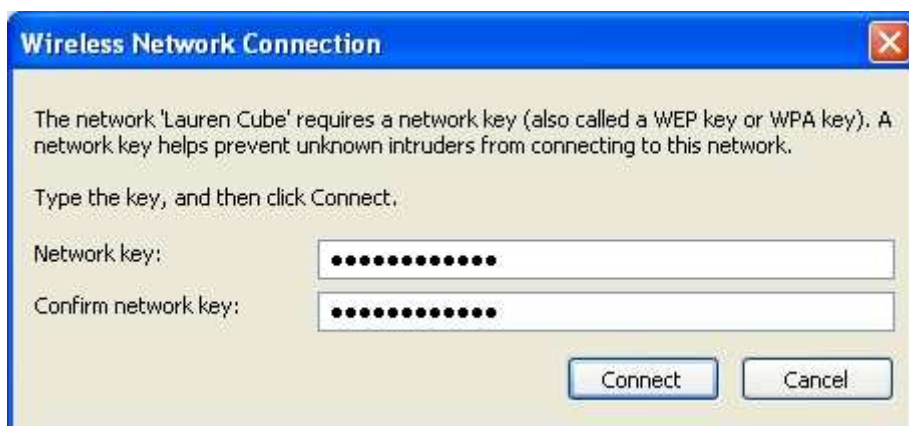 Wireless Network Connection
The network 'Lauren Cube' requires a network key (also called a WEP key or WPA key). A
network key helps prevent unknown intruders from connecting to this network.
Type the key, and then click Connect.
Network key: ●●●●●●●●●●●●
Confirm network key: ●●●●●●●●●●●●
Connect Cancel